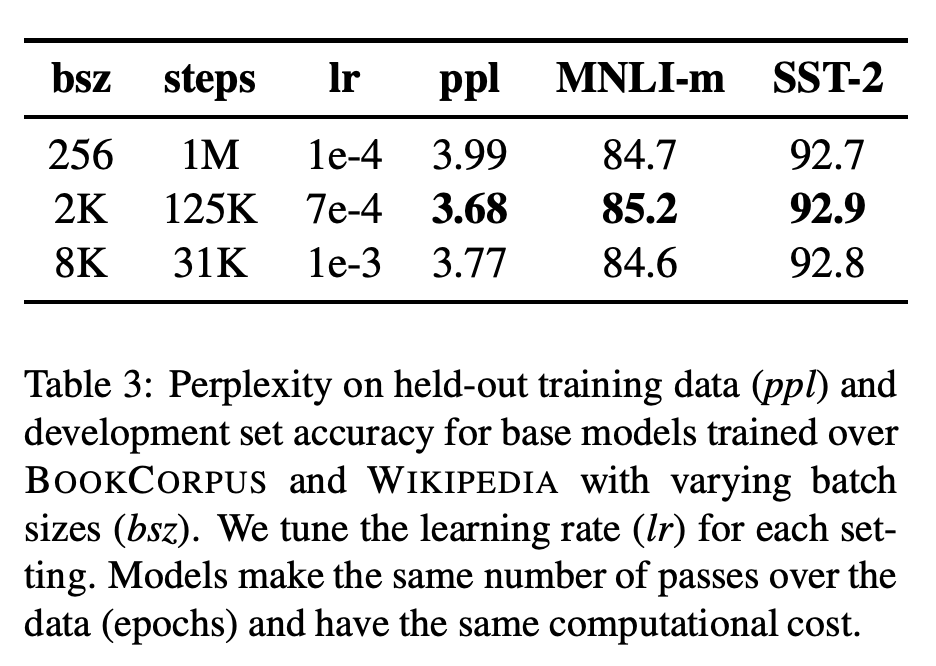 bsz steps lr ppl MNLI-m SST-2
256 1M 1e-4 3.99 84.7 92.7
2K 125K 7e-4 3.68 85.2 92.9
8K 31K 1e-3 3.77 84.6 92.8
Table 3: Perplexity on held-out training data (ppl) and
development set accuracy for base models trained over
BOOKCORPUS and WIKIPEDIA with varying batch
sizes (bsz). We tune the learning rate (lr) for each set-
ting. Models make the same number of passes over the
data (epochs) and have the same computational cost.